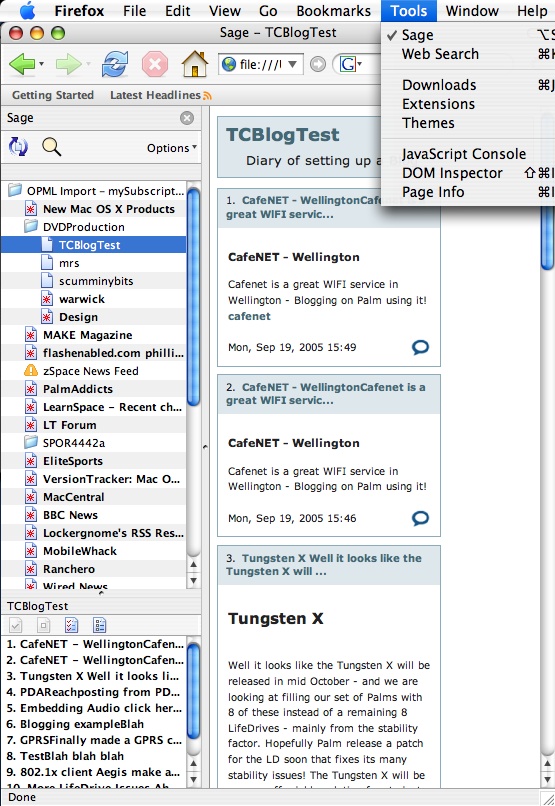 Firefox File Edit View Go Bookmarks Tools Window Help
Sage – TCBlogTest
file:///
G
Getting Started Latest Headlines
Sage
Options
✓ Sage
Web Search
Downloads ⌘J
Extensions
Themes
JavaScript Console
DOM Inspector ⇧⌘I
Page Info ⌘I
OPML Import – mySubscript...
New Mac OS X Products
DVDProduction
TCBlogTest
mrs
scumminybits
warwick
Design
MAKE Magazine
flashenabled.com philli...
zSpace News Feed
PalmAddicts
LearnSpace – Recent ch...
LT Forum
SPOR4442a
EliteSports
VersionTracker: Mac O...
MacCentral
BBC News
Lockergnome's RSS Res...
MobileWhack
Ranchero
Wired News
TCBlogTest
1. CafeNET – WellingtonCafen...
2. CafeNET – WellingtonCafen...
3. Tungsten X Well it looks li...
4. PDAReachposting from PD...
5. Embedding Audio click her...
6. Blogging exampleBlah
7. GPRSFinally made a GPRS c...
8. TestBlah blah blah
9. 802.1x client Aegis make a...
10. More LifeDrive Issues Ah
Done
TCBlogTest
Diary of setting up a
1. CafeNET - WellingtonCafenet is a
great WIFI servic...
CafeNET - Wellington
Cafenet is a great WIFI service in
Wellington - Blogging on Palm using it!
cafenet
Mon, Sep 19, 2005 15:49
2. CafeNET - WellingtonCafenet is a
great WIFI servic...
CafeNET - Wellington
Cafenet is a great WIFI service in
Wellington - Blogging on Palm using it!
Mon, Sep 19, 2005 15:46
3. Tungsten X Well it looks like the
Tungsten X will ...
Tungsten X
Well it looks like the Tungsten X will be
released in mid October - and we are
looking at filling our set of Palms with
8 of these instead of a remaining 8
LifeDrives - mainly from the stability
factor. Hopefully Palm release a patch
for the LD soon that fixes its many
stability issues! The Tungsten X will be